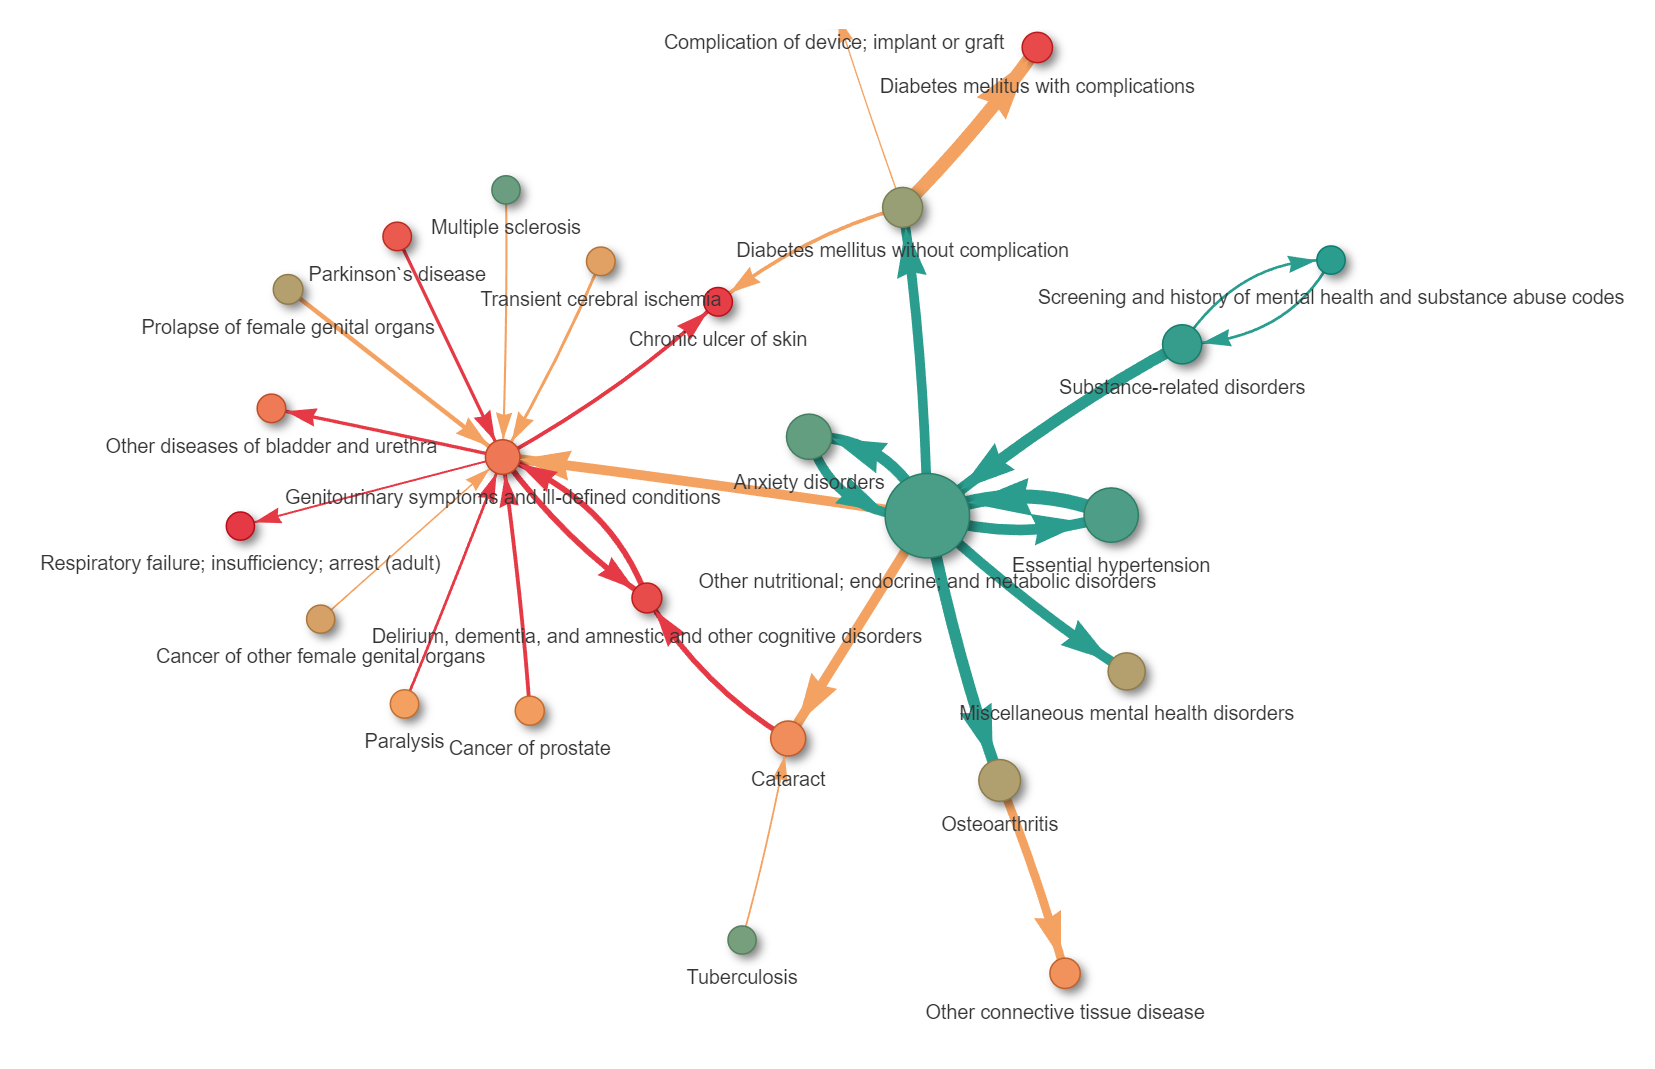 Complication of device; implant or graft
Diabetes mellitus with complications
Multiple sclerosis
Parkinson`s disease
Diabetes mellitus without complication
Transient cerebral ischemia
Screening and history of mental health and substance abuse codes
Prolapse of female genital organs
Chronic ulcer of skin
Substance-related disorders
Other diseases of bladder and urethra
Anxiety disorders
Genitourinary symptoms and ill-defined conditions
Respiratory failure; insufficiency; arrest (adult)
Essential hypertension
Other nutritional; endocrine; and metabolic disorders
Delirium, dementia, and amnestic and other cognitive disorders
Cancer of other female genital organs
Miscellaneous mental health disorders
Paralysis
Cancer of prostate
Cataract
Osteoarthritis
Tuberculosis
Other connective tissue disease